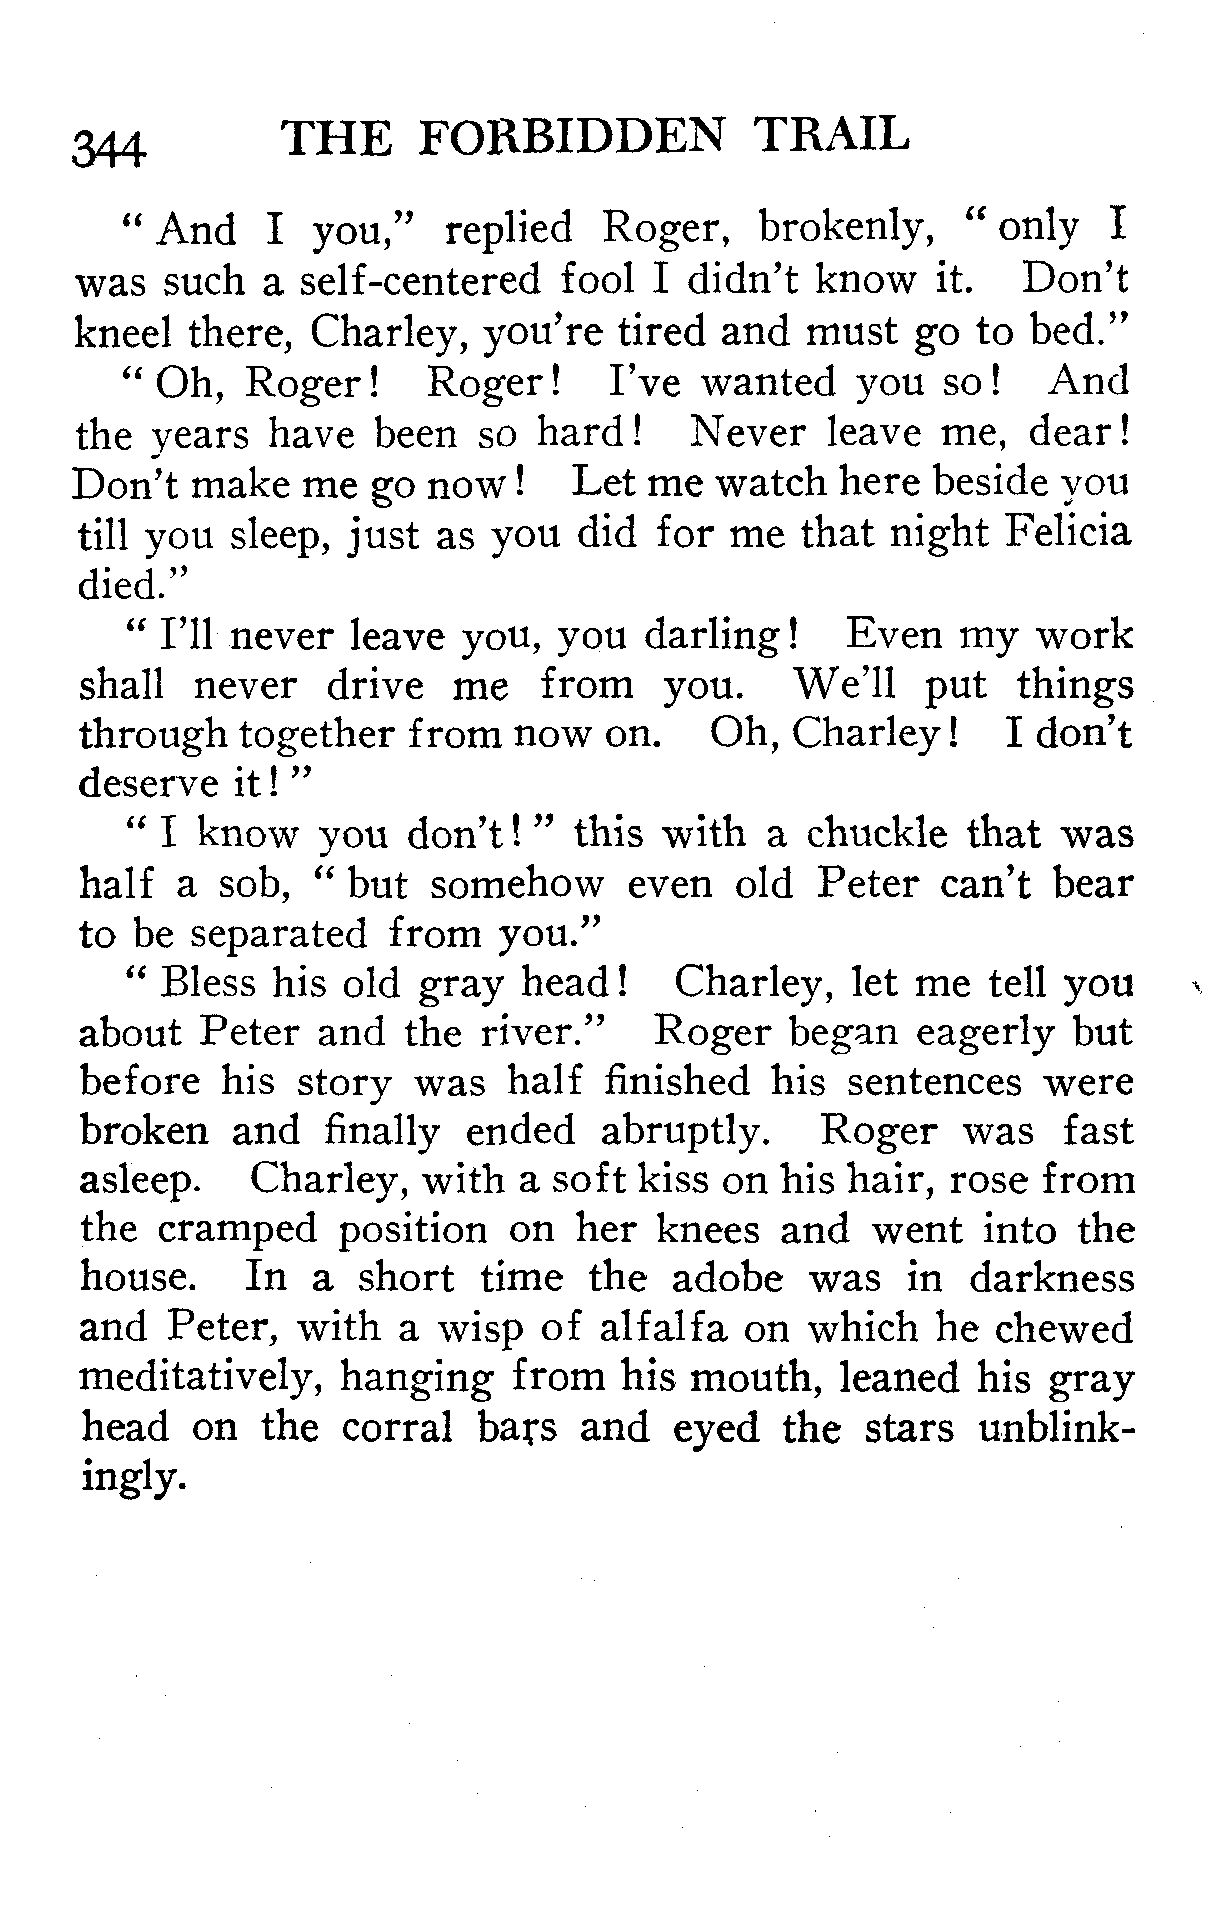 344 THE FORBIDDEN TRAIL
“ And I you,” replied Roger, brokenly, “ only I
was such a self-centered fool I didn't know it. Don't
kneel there, Charley, you're tired and must go to bed.”
“ Oh, Roger! Roger! I've wanted you so! And
the years have been so hard! Never leave me, dear!
Don't make me go now! Let me watch here beside you
till you sleep, just as you did for me that night Felicia
died.”
“ I'll never leave you, you darling! Even my work
shall never drive me from you. We'll put things
through together from now on. Oh, Charley! I don't
deserve it! ”
“ I know you don't! ” this with a chuckle that was
half a sob, “ but somehow even old Peter can't bear
to be separated from you.”
“ Bless his old gray head! Charley, let me tell you
about Peter and the river.” Roger began eagerly but
before his story was half finished his sentences were
broken and finally ended abruptly. Roger was fast
asleep. Charley, with a soft kiss on his hair, rose from
the cramped position on her knees and went into the
house. In a short time the adobe was in darkness
and Peter, with a wisp of alfalfa on which he chewed
meditatively, hanging from his mouth, leaned his gray
head on the corral bars and eyed the stars unblink-
ingly.